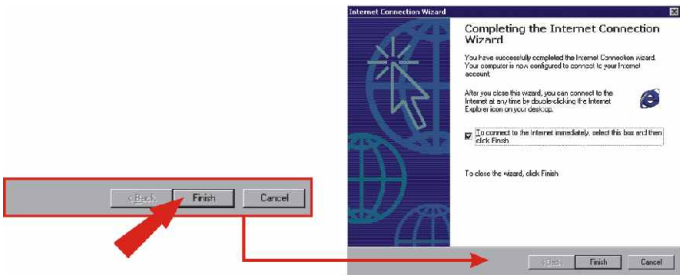 Internet Connection Wizard
Completing the Internet Connection
Wizard
You have successfully completed the Internet Connection wizard.
Your computer is now configured to connect to your Internet
account.
After you close this wizard, you can connect to the
Internet at any time by double-clicking the Internet
Explorer icon on your desktop.
To connect to the Internet immediately, select this box and then
click Finish
To close the wizard, click Finish
< Back Finish Cancel
< Back Finish Cancel